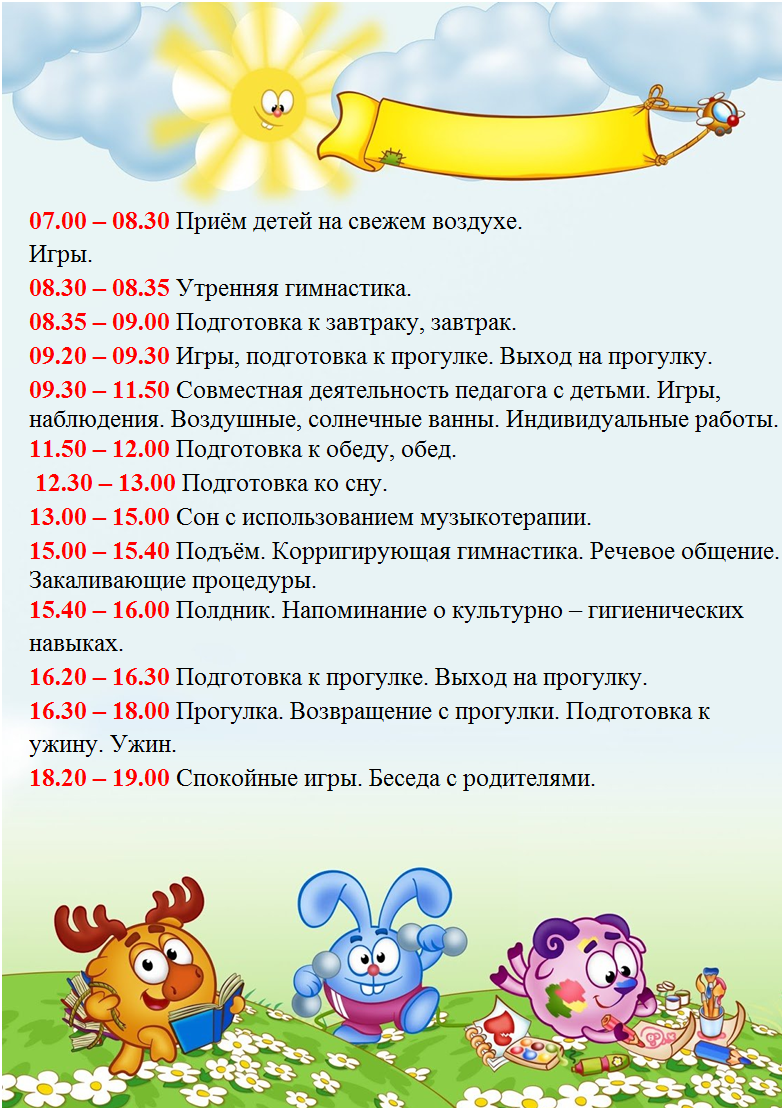 07.00 – 08.30 Приём детей на свежем воздухе.
Игры.
08.30 – 08.35 Утренняя гимнастика.
08.35 – 09.00 Подготовка к завтраку, завтрак.
09.20 – 09.30 Игры, подготовка к прогулке. Выход на прогулку.
09.30 – 11.50 Совместная деятельность педагога с детьми. Игры,
наблюдения. Воздушные, солнечные ванны. Индивидуальные работы.
11.50 – 12.00 Подготовка к обеду, обед.
12.30 – 13.00 Подготовка ко сну.
13.00 – 15.00 Сон с использованием музыкотерапии.
15.00 – 15.40 Подъём. Корригирующая гимнастика. Речевое общение.
Закаливающие процедуры.
15.40 – 16.00 Полдник. Напоминание о культурно – гигиенических
навыках.
16.20 – 16.30 Подготовка к прогулке. Выход на прогулку.
16.30 – 18.00 Прогулка. Возвращение с прогулки. Подготовка к
ужину. Ужин.
18.20 – 19.00 Спокойные игры. Беседа с родителями.